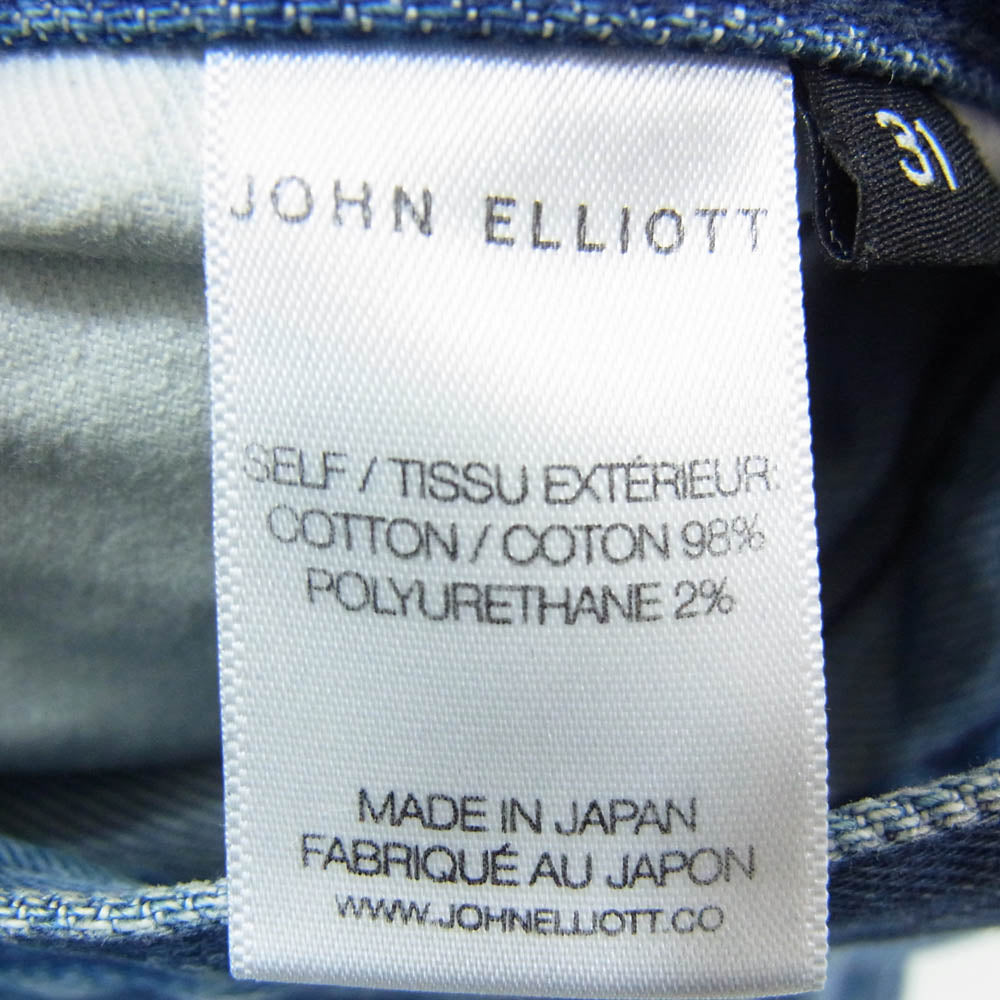 JOHN ELLIOTT
31
SELF / TISSU EXTÉRIEUR:
COTTON / COTON 98%
POLYURETHANE 2%
MADE IN JAPAN
FABRIQUÉ AU JAPON
WWW.JOHNELLIOTT.CO